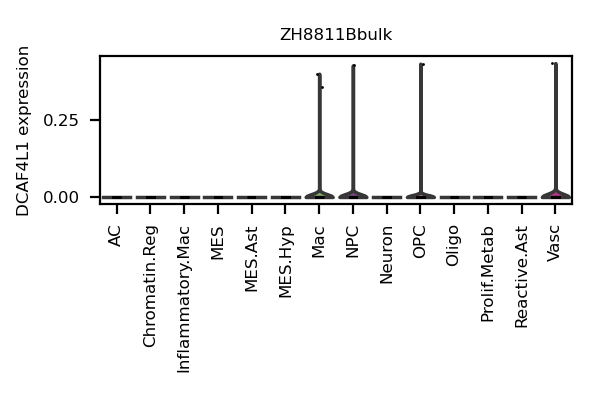 ZH8811Bbulk
DCAF4L1 expression
0.25
0.00
AC
Chromatin.Reg
Inflammatory.Mac
MES
MES.Ast
MES.Hyp
Mac
NPC
Neuron
OPC
Oligo
Prolif.Metab
Reactive.Ast
Vasc